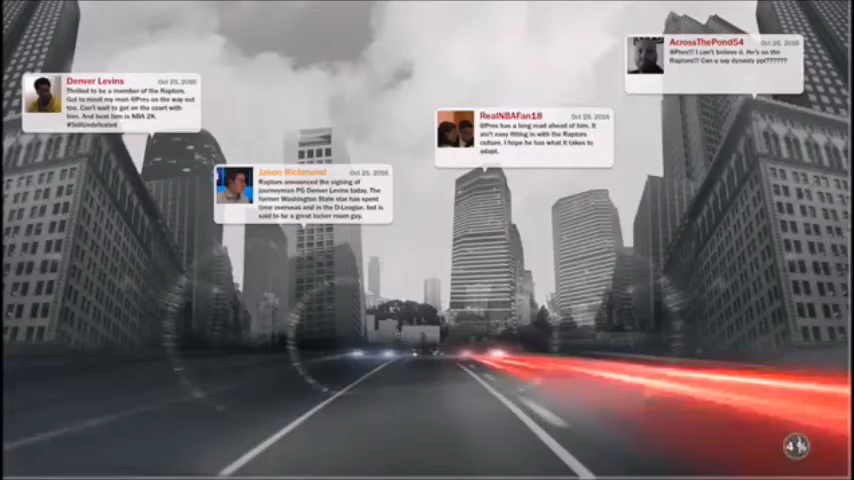 Denver Levins Oct 25, 2016
Thrilled to be a member of the Raptors.
Got to meet my man @Pres on the way out
too. Can't wait to get on the court with
him. And beat him in NBA 2K.
#StillUndefeated
Jason Richmond Oct 25, 2016
Raptors announced the signing of
journeyman PG Denver Levins today. The
former Washington State star has spent
time overseas and in the D-League, but is
said to be a great locker room guy.
RealNBAFan18 Oct 25, 2016
@Pres has a long road ahead of him. It
ain't easy fitting in with the Raptors
culture. I hope he has what it takes to
adapt.
AcrossThePond54 Oct 25, 2016
@Pres!!! I can't believe it. He's on the
Raptors!!! Can u say dynasty ppl??????